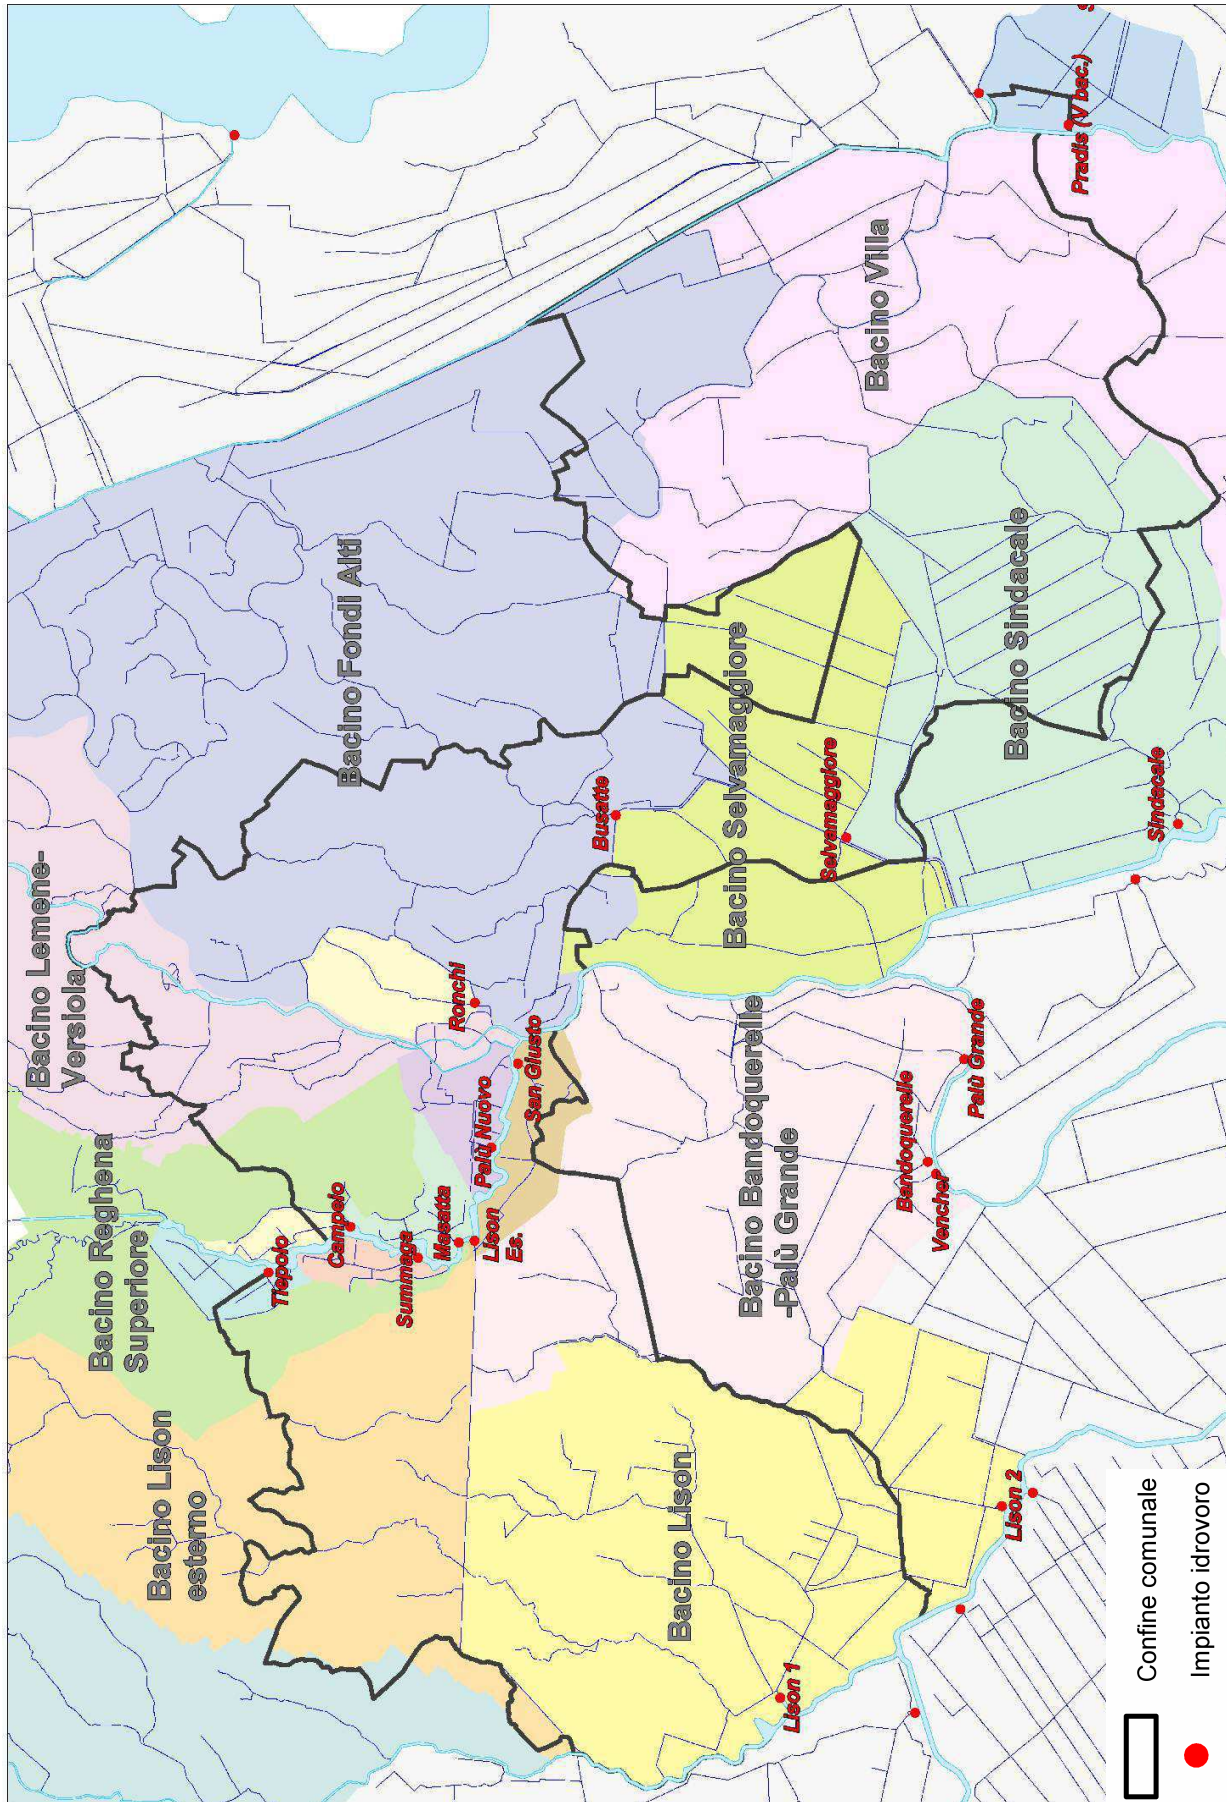 Bacino Lemene-
Versiola
Bacino Reghena
Superiore
Bacino Lison
esterno
Bacino Fondi Alti
Bacino Villa
Bacino Selvamaggiore
Bacino Sindacale
Bacino Bandoquerelle
-Palù Grande
Bacino Lison
Pradis (V bac.)
Busatte
Selvamaggiore
Sindacale
Ronchi
San Giusto
Palù Nuovo
Campeio
Tiepolo
Summaga
Masatta
Lison
Es.
Bandoquerelle
Palù Grande
Venchel
Lison 1
Lison 2
Confine comunale
Impianto idrovoro